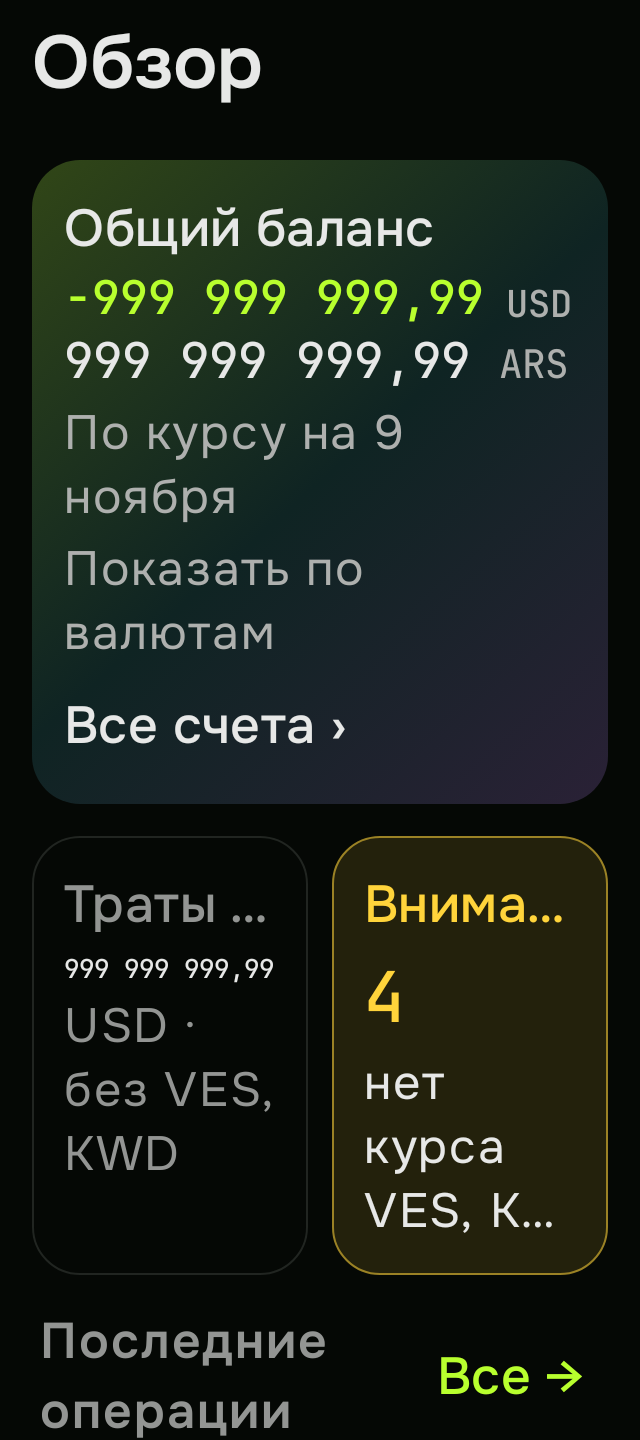 Обзор
Общий баланс
-999 999 999,99 USD
999 999 999,99 ARS
По курсу на 9
ноября
Показать по
валютам
Все счета ›
Траты ...
999 999 999,99
USD ·
без VES,
KWD
Внима...
4
нет
курса
VES, K...
Последние
операции
Все →